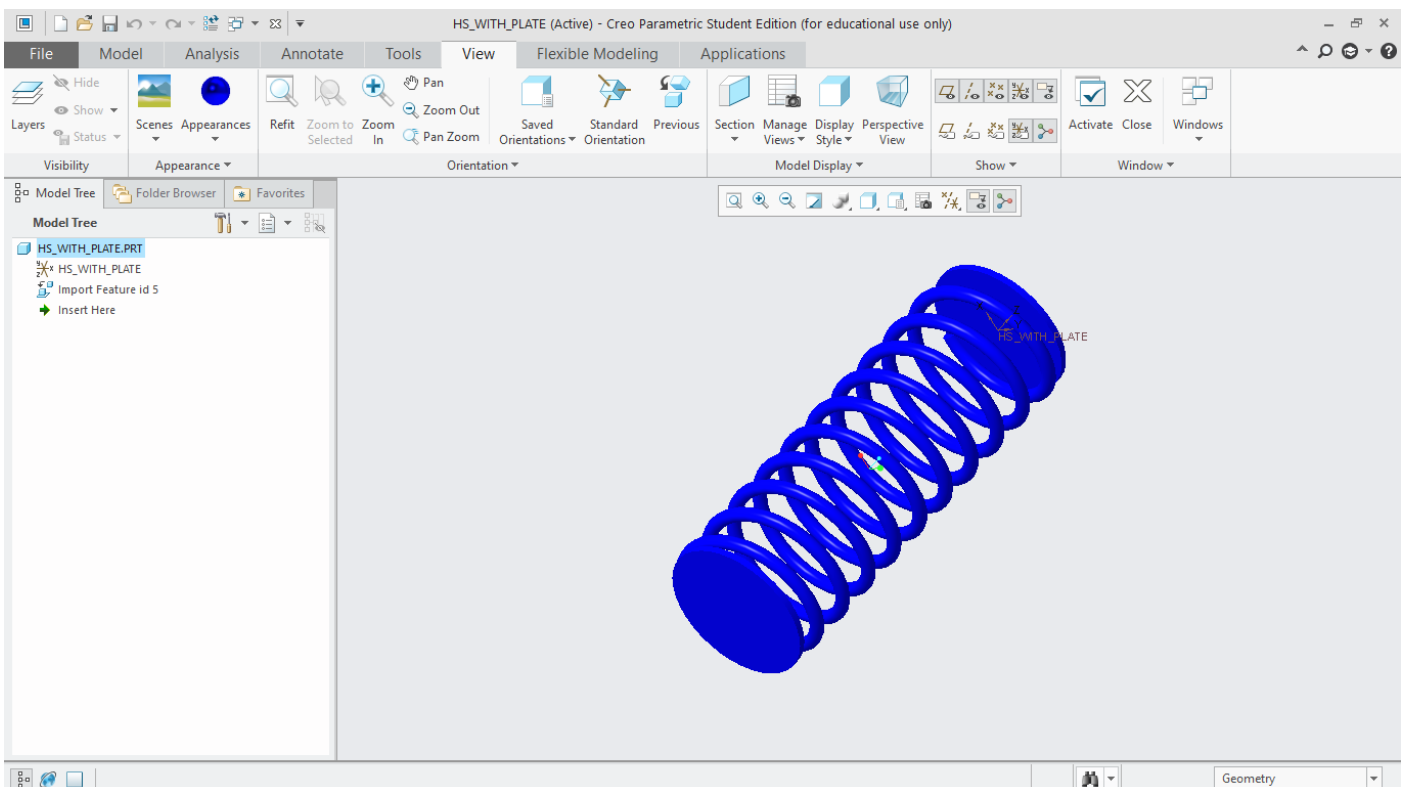 HS_WITH_PLATE (Active) - Creo Parametric Student Edition (for educational use only)
File Model Analysis Annotate Tools View Flexible Modeling Applications
Layers
Hide
Show
Status
Scenes
Appearances
Refit
Zoom to Selected
Zoom In
Pan
Zoom Out
Pan Zoom
Saved Orientations
Standard Orientation
Previous
Section
Manage Views
Display Style
Perspective View
Activate
Close
Windows
Visibility Appearance Orientation Model Display Show Window
Model Tree Folder Browser Favorites
Model Tree
HS_WITH_PLATE.PRT
HS_WITH_PLATE
Import Feature id 5
Insert Here
HS_WITH_PLATE
Geometry